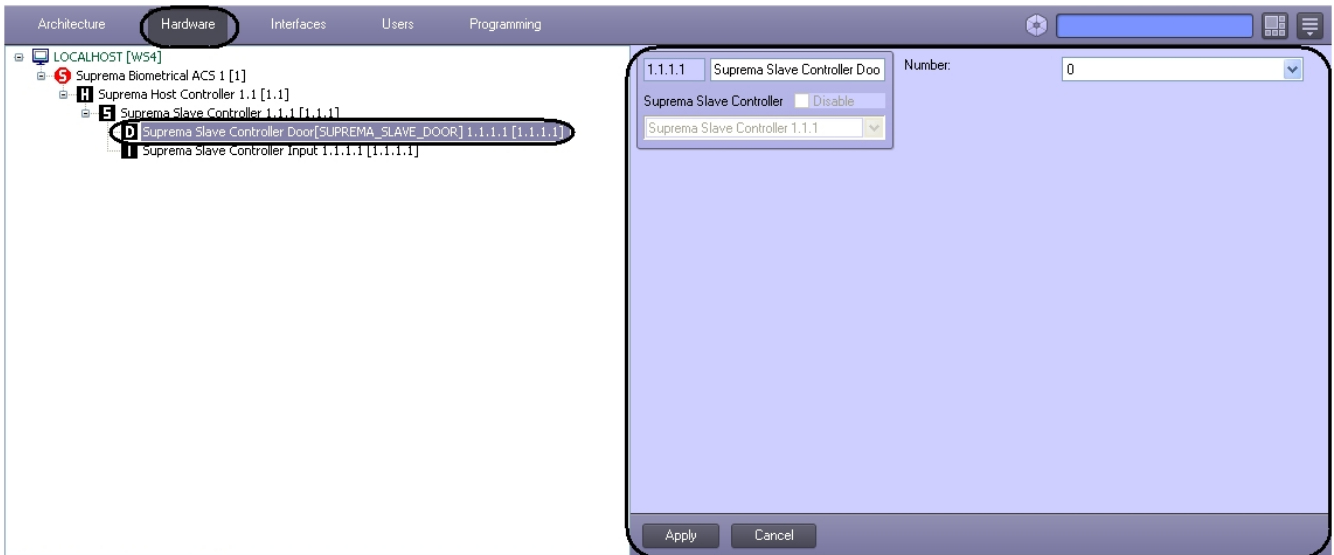 Architecture Hardware Interfaces Users Programming
LOCALHOST [WS4]
S Suprema Biometrical ACS 1 [1]
H Suprema Host Controller 1.1 [1.1]
S Suprema Slave Controller 1.1.1 [1.1.1]
D Suprema Slave Controller Door[SUPREMA_SLAVE_DOOR] 1.1.1.1 [1.1.1.1]
I Suprema Slave Controller Input 1.1.1.1 [1.1.1.1]
1.1.1.1 Suprema Slave Controller Doo
Suprema Slave Controller Disable
Suprema Slave Controller 1.1.1
Number: 0
Apply Cancel